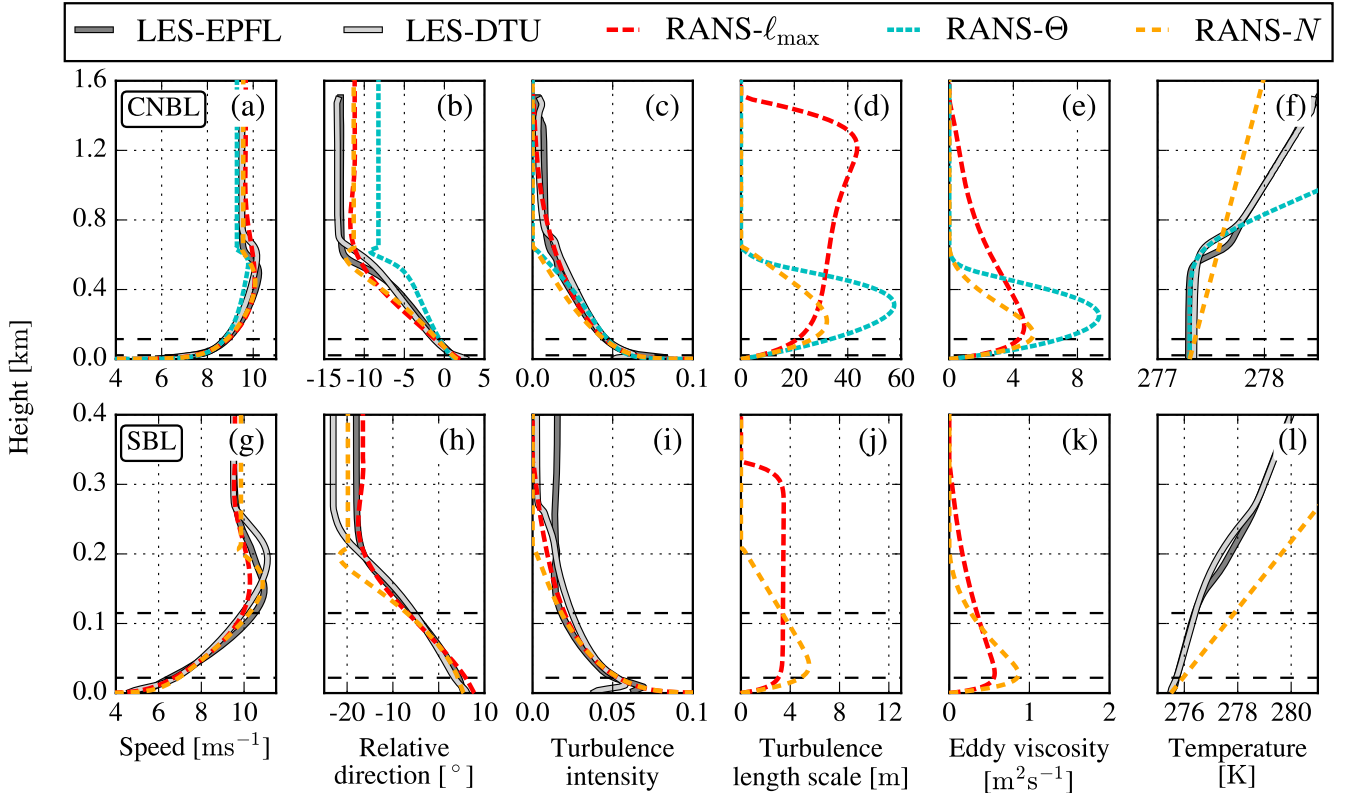 LES-EPFL LES-DTU RANS-ℓmax RANS-Θ RANS-N
1.6 CNBL (a) (b) (c) (d) (e) (f)
1.2
0.8
0.4
0.0
4 6 8 10 -15 -10 -5 0 5 0.0 0.05 0.1 0 20 40 60 0 4 8 277 278
Height [km]
0.4 SBL (g) (h) (i) (j) (k) (l)
0.3
0.2
0.1
0.0
4 6 8 10 -20 -10 0 10 0.0 0.05 0.1 0 4 8 12 0 1 2 276 278 280
Speed [ms⁻¹] Relative Turbulence Turbulence Eddy viscosity Temperature
direction [°] intensity length scale [m] [m²s⁻¹] [K]